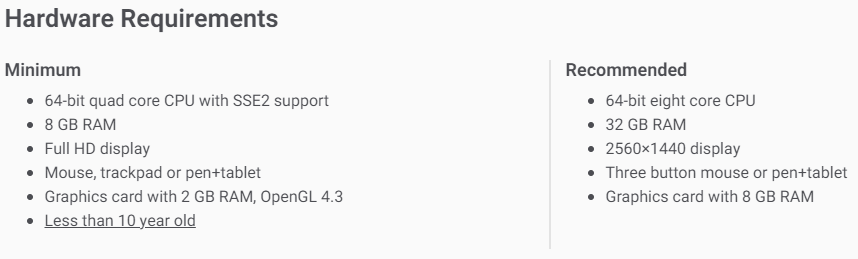 Hardware Requirements
Minimum
64-bit quad core CPU with SSE2 support
8 GB RAM
Full HD display
Mouse, trackpad or pen+tablet
Graphics card with 2 GB RAM, OpenGL 4.3
Less than 10 year old
Recommended
64-bit eight core CPU
32 GB RAM
2560×1440 display
Three button mouse or pen+tablet
Graphics card with 8 GB RAM